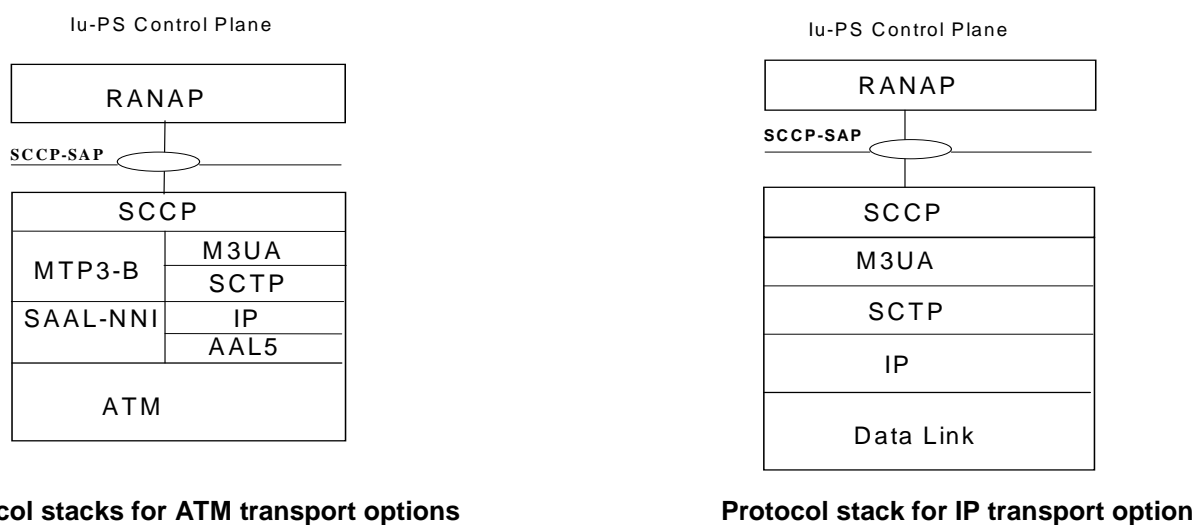 Iu-PS Control Plane
RANAP
SCCP-SAP
SCCP
MTP3-B
M3UA
SCTP
SAAL-NNI
IP
AAL5
ATM
col stacks for ATM transport options
Iu-PS Control Plane
RANAP
SCCP-SAP
SCCP
M3UA
SCTP
IP
Data Link
Protocol stack for IP transport option